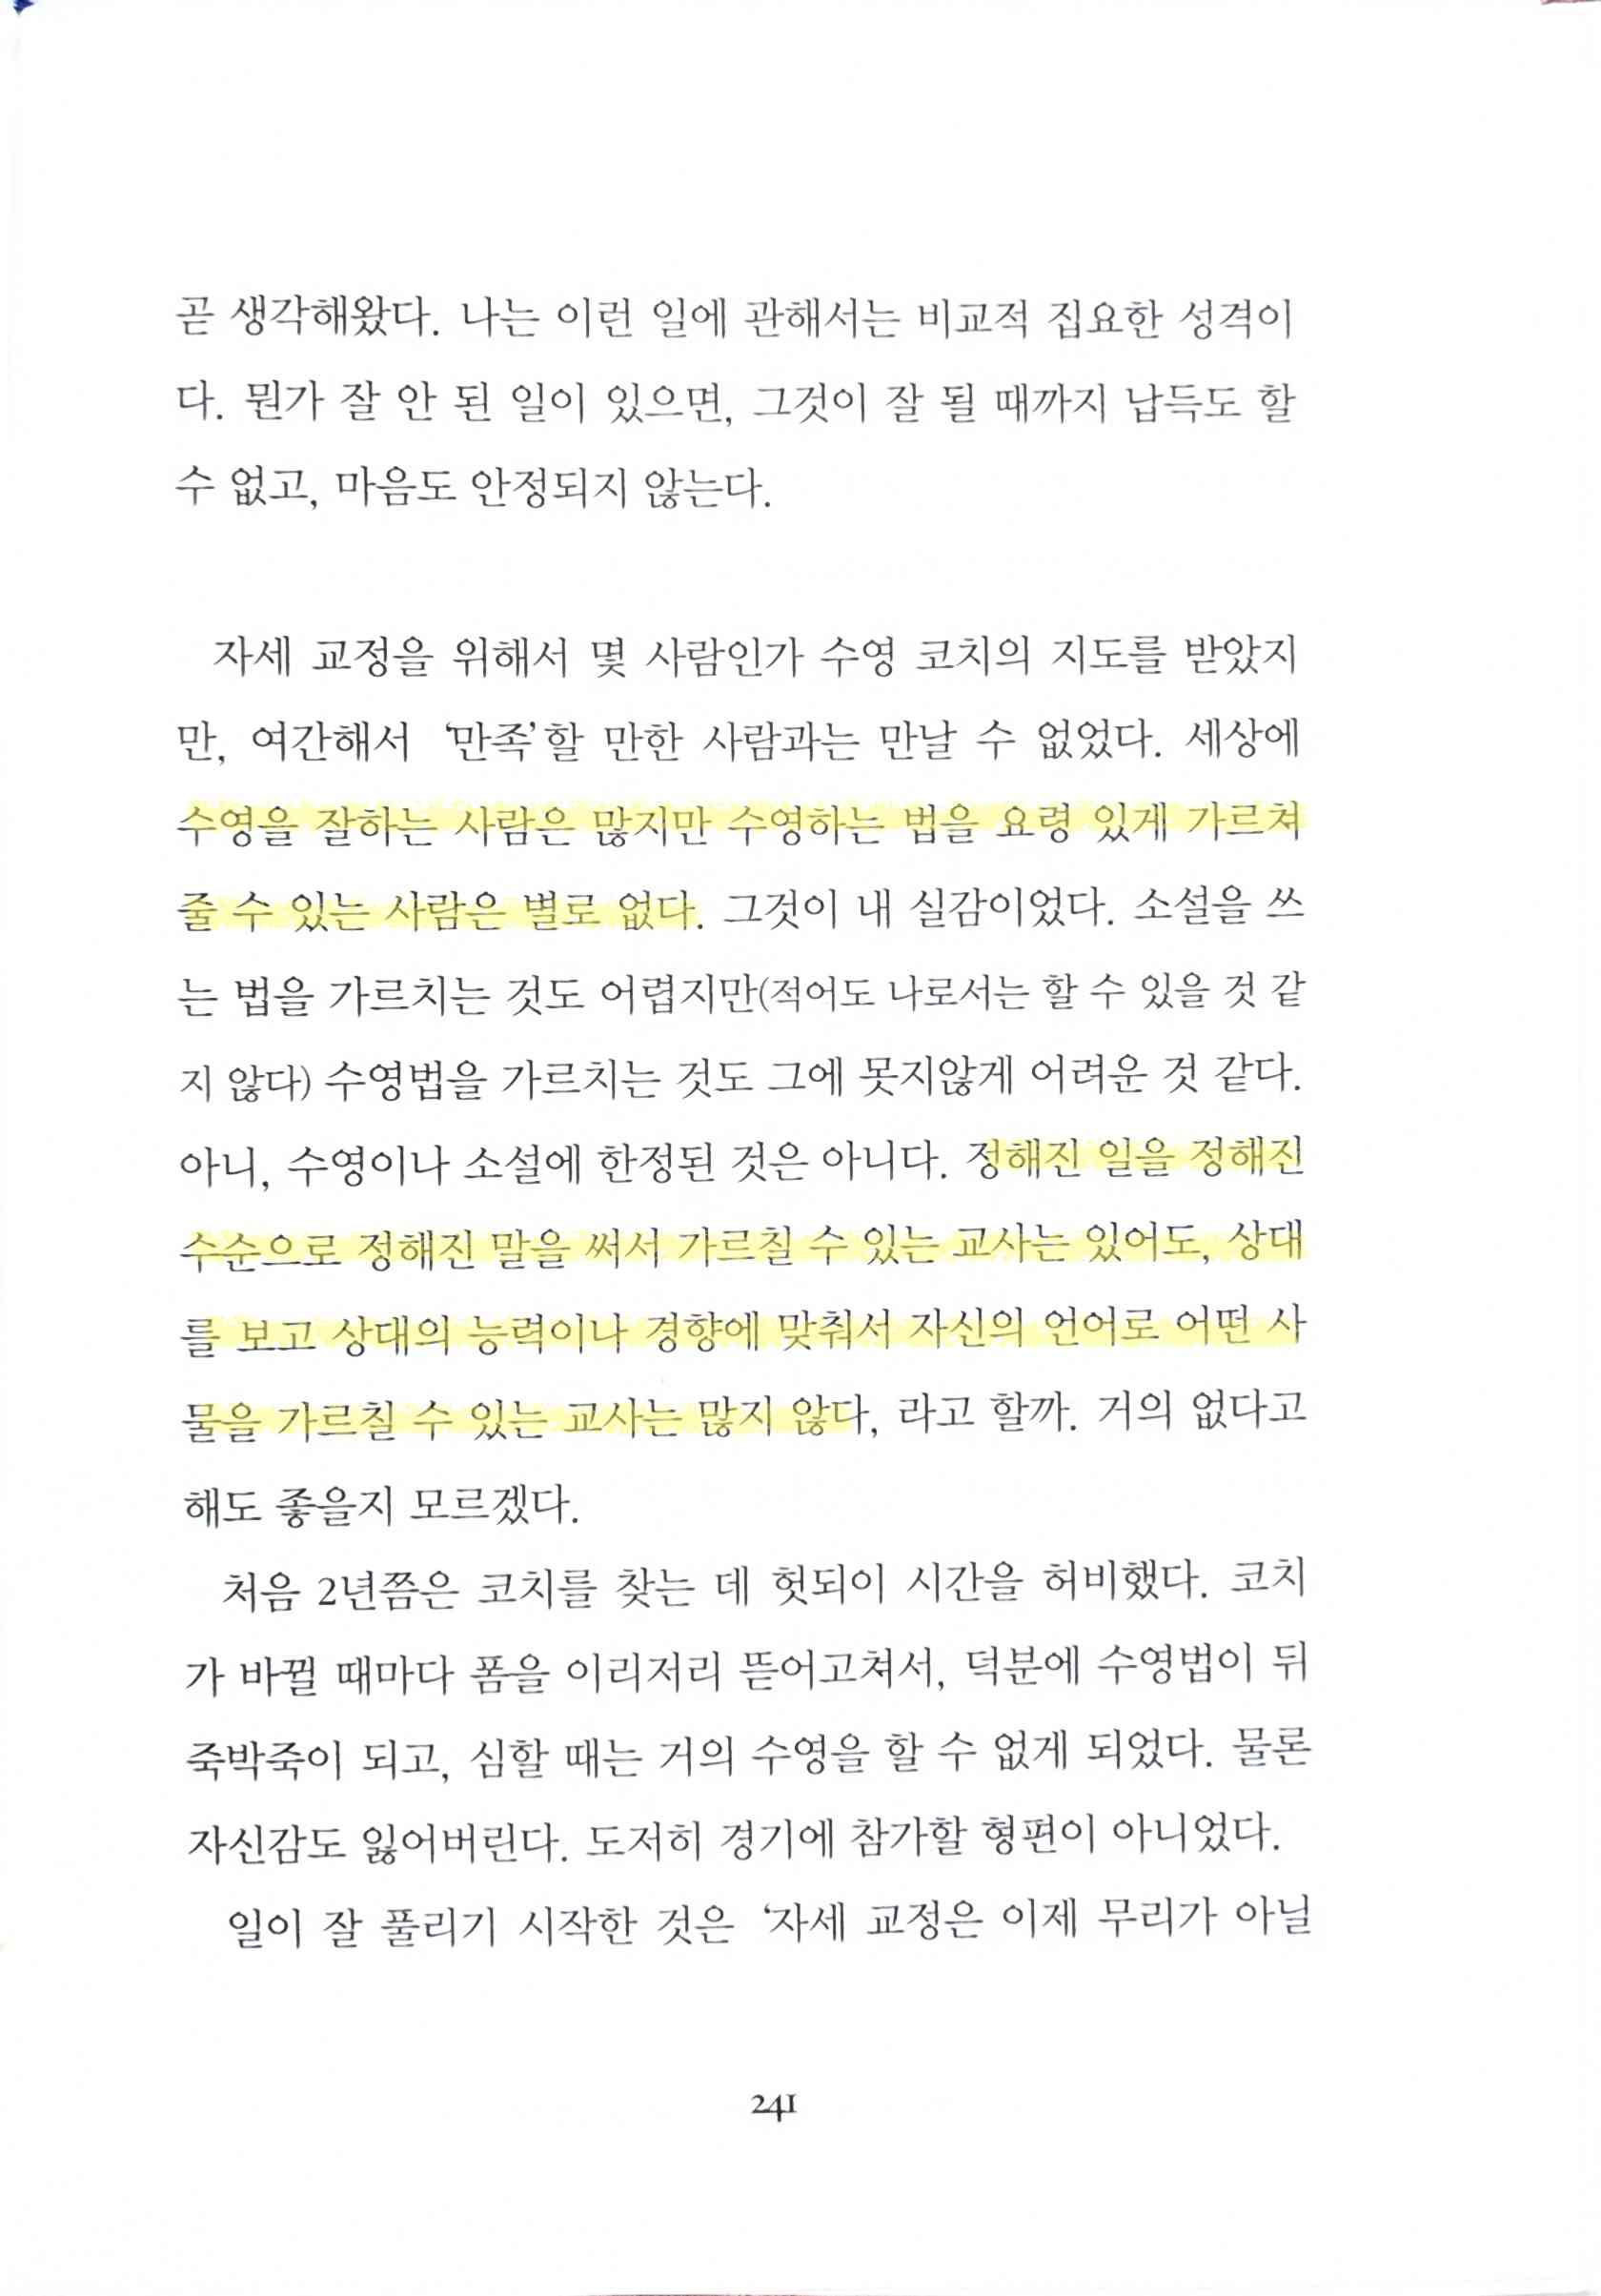 곧 생각해왔다. 나는 이런 일에 관해서는 비교적 집요한 성격이
다. 뭔가 잘 안 된 일이 있으면, 그것이 잘 될 때까지 납득도 할
수 없고, 마음도 안정되지 않는다.
자세 교정을 위해서 몇 사람인가 수영 코치의 지도를 받았지
만, 여간해서 ‘만족’할 만한 사람과는 만날 수 없었다. 세상에
수영을 잘하는 사람은 많지만 수영하는 법을 요령 있게 가르쳐
줄 수 있는 사람은 별로 없다. 그것이 내 실감이었다. 소설을 쓰
는 법을 가르치는 것도 어렵지만(적어도 나로서는 할 수 있을 것 같
지 않다) 수영법을 가르치는 것도 그에 못지않게 어려운 것 같다.
아니, 수영이나 소설에 한정된 것은 아니다. 정해진 일을 정해진
수순으로 정해진 말을 써서 가르칠 수 있는 교사는 있어도, 상대
를 보고 상대의 능력이나 경향에 맞춰서 자신의 언어로 어떤 사
물을 가르칠 수 있는 교사는 많지 않다, 라고 할까. 거의 없다고
해도 좋을지 모르겠다.
처음 2년쯤은 코치를 찾는 데 헛되이 시간을 허비했다. 코치
가 바뀔 때마다 폼을 이리저리 뜯어고쳐서, 덕분에 수영법이 뒤
죽박죽이 되고, 심할 때는 거의 수영을 할 수 없게 되었다. 물론
자신감도 잃어버린다. 도저히 경기에 참가할 형편이 아니었다.
일이 잘 풀리기 시작한 것은 ‘자세 교정은 이제 무리가 아닐
241